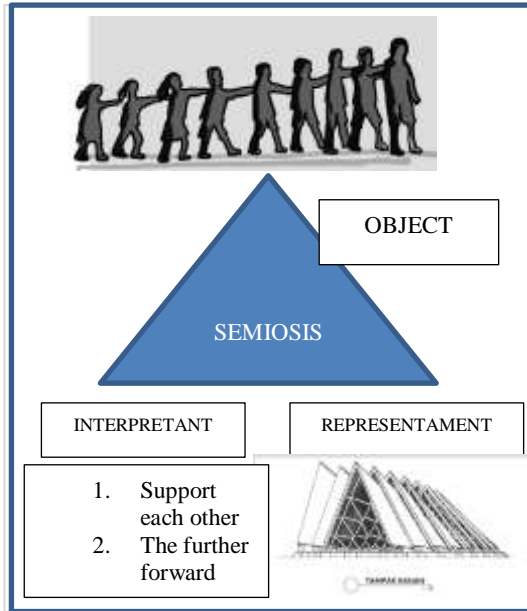 OBJECT
SEMIOSIS
INTERPRETANT
REPRESENTAMENT
1. Support
each other
2. The further
forward